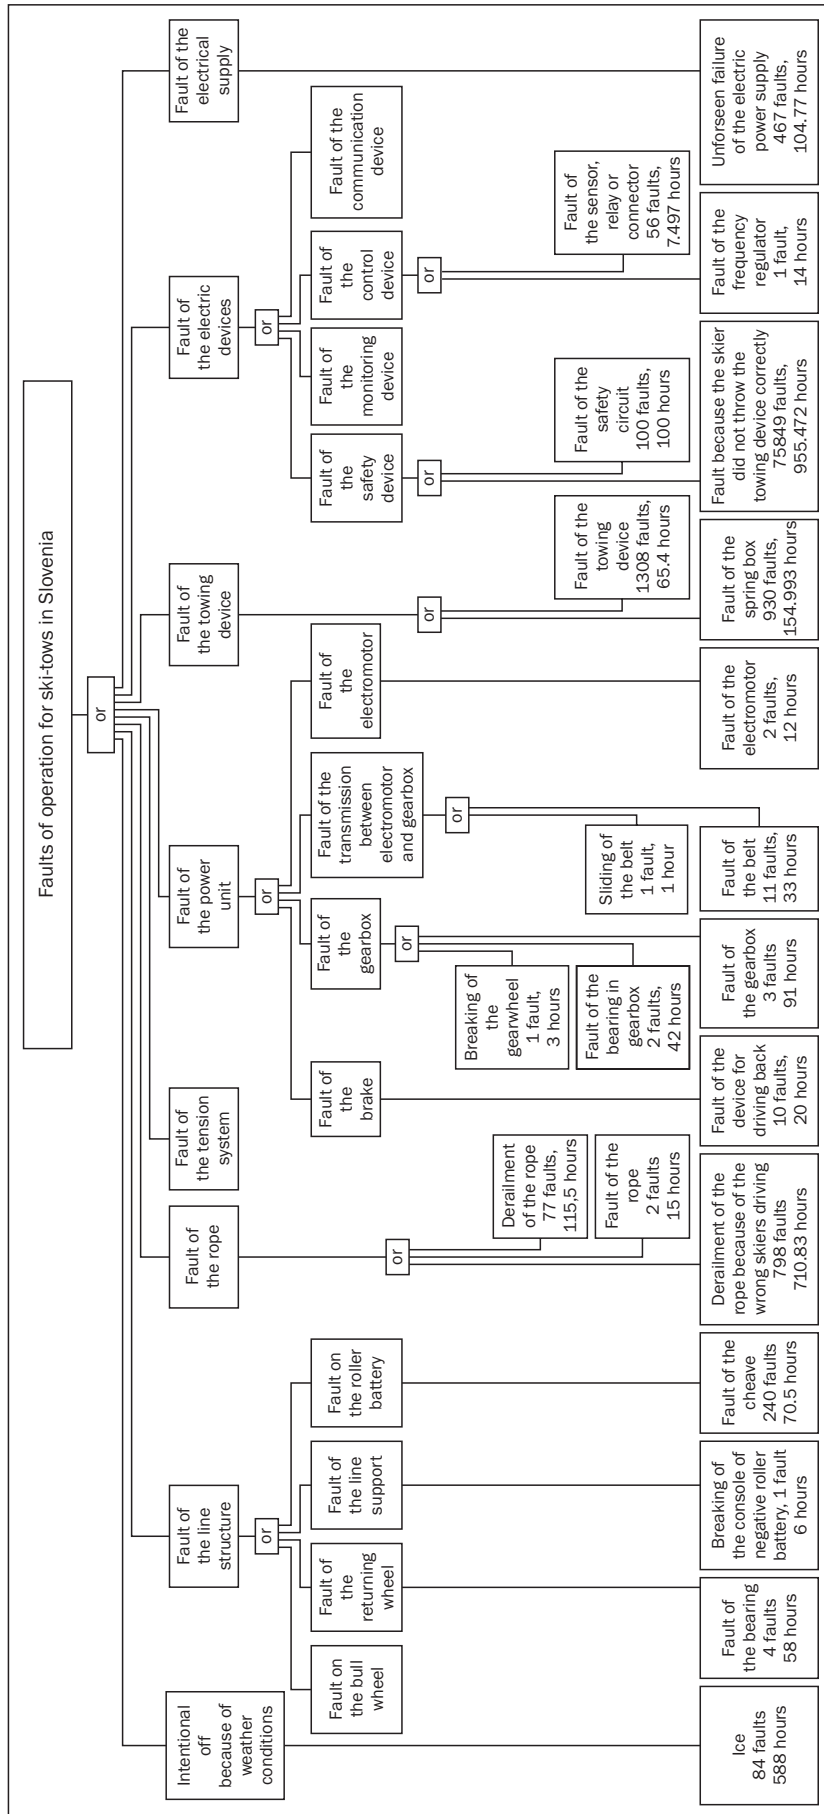 Faults of operation for ski-tows in Slovenia
or
Intentional
off
because of
weather
conditions
Fault of
the line
structure
Fault of
the rope
Fault of
the tension
system
Fault of
the power
unit
Fault of
the towing
device
Fault of
the electric
devices
Fault of the
electrical
supply
or
or
or
Fault on
the bull
wheel
Fault of
the
returning
wheel
Fault of
the line
support
Fault on
the roller
battery
Fault of
the
brake
Fault of
the
gearbox
Fault of the
transmission
between
electromotor
and gearbox
Fault of
the
electromotor
Fault of
the
safety
device
Fault of
the
monitoring
device
Fault of
the
control
device
Fault of the
communication
device
or
or
or
or
or
or
Derailment
of the rope
77 faults,
115,5 hours
Fault of the
rope
2 faults
15 hours
Breaking of
the
gearwheel
1 fault,
3 hours
Fault of the
bearing in
gearbox
2 faults,
42 hours
Sliding of
the belt
1 fault,
1 hour
Fault of the
towing
device
1308 faults,
65.4 hours
Fault of the
safety
circuit
100 faults,
100 hours
Fault of
the sensor,
relay or
connector
56 faults,
7.497 hours
Ice
84 faults
588 hours
Fault of
the bearing
4 faults
58 hours
Breaking of
the console of
negative roller
battery, 1 fault
6 hours
Fault of the
cheave
240 faults
70.5 hours
Derailment of the
rope because of the
wrong skiers driving
798 faults
710.83 hours
Fault of the
device for
driving back
10 faults,
20 hours
Fault of
the gearbox
3 faults
91 hours
Fault of
the belt
11 faults,
33 hours
Fault of the
electromotor
2 faults,
12 hours
Fault of the
spring box
930 faults,
154.993 hours
Fault because the skier
did not throw the
towing device correctly
75849 faults,
955.472 hours
Fault of the
frequency
regulator
1 fault,
14 hours
Unforseen failure
of the electric
power supply
467 faults,
104.77 hours